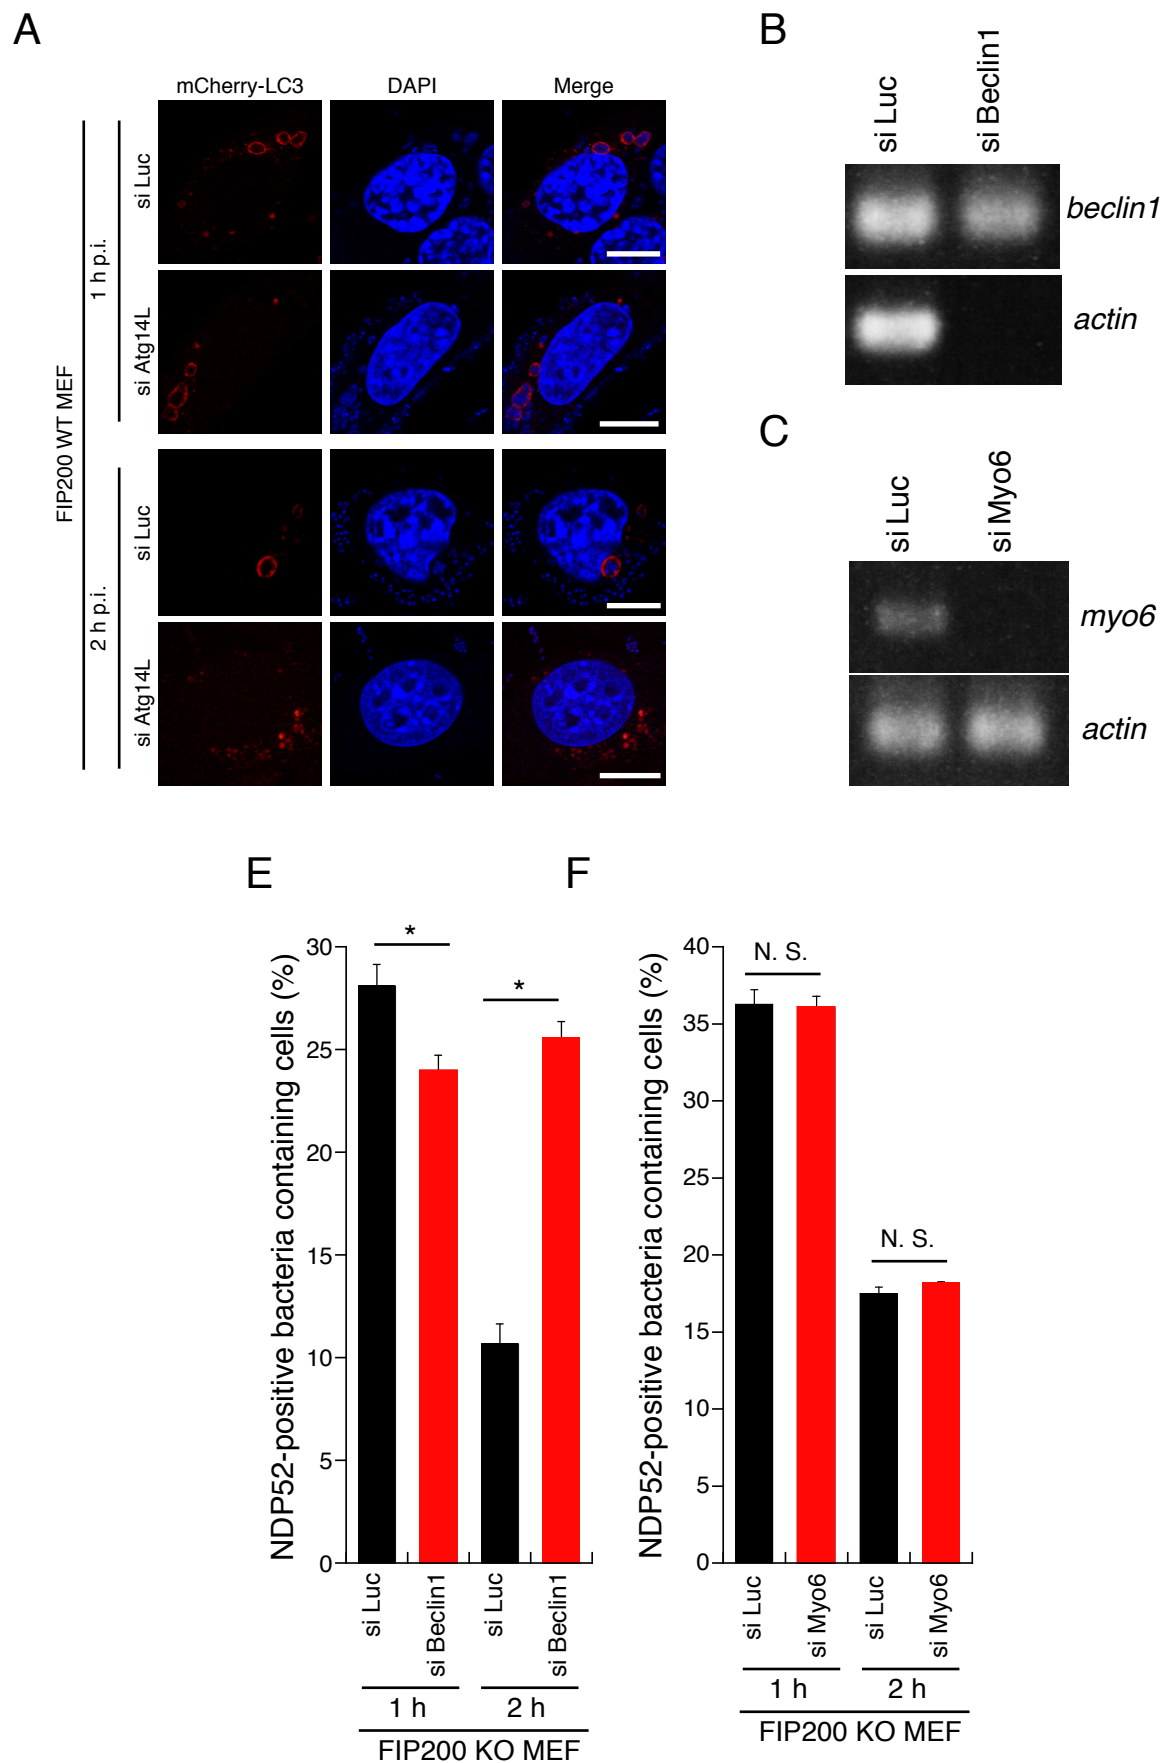 A
mCherry-LC3 DAPI Merge
FIP200 WT MEF
1 h p.i.
si Luc
si Atg14L
2 h p.i.
si Luc
si Atg14L
B
si Luc si Beclin1
beclin1
actin
C
si Luc si Myo6
myo6
actin
E
NDP52-positive bacteria containing cells (%)
30
25
20
15
10
5
0
*
*
si Luc si Beclin1 si Luc si Beclin1
1 h 2 h
FIP200 KO MEF
F
NDP52-positive bacteria containing cells (%)
40
35
30
25
20
15
10
5
0
N. S.
N. S.
si Luc si Myo6 si Luc si Myo6
1 h 2 h
FIP200 KO MEF